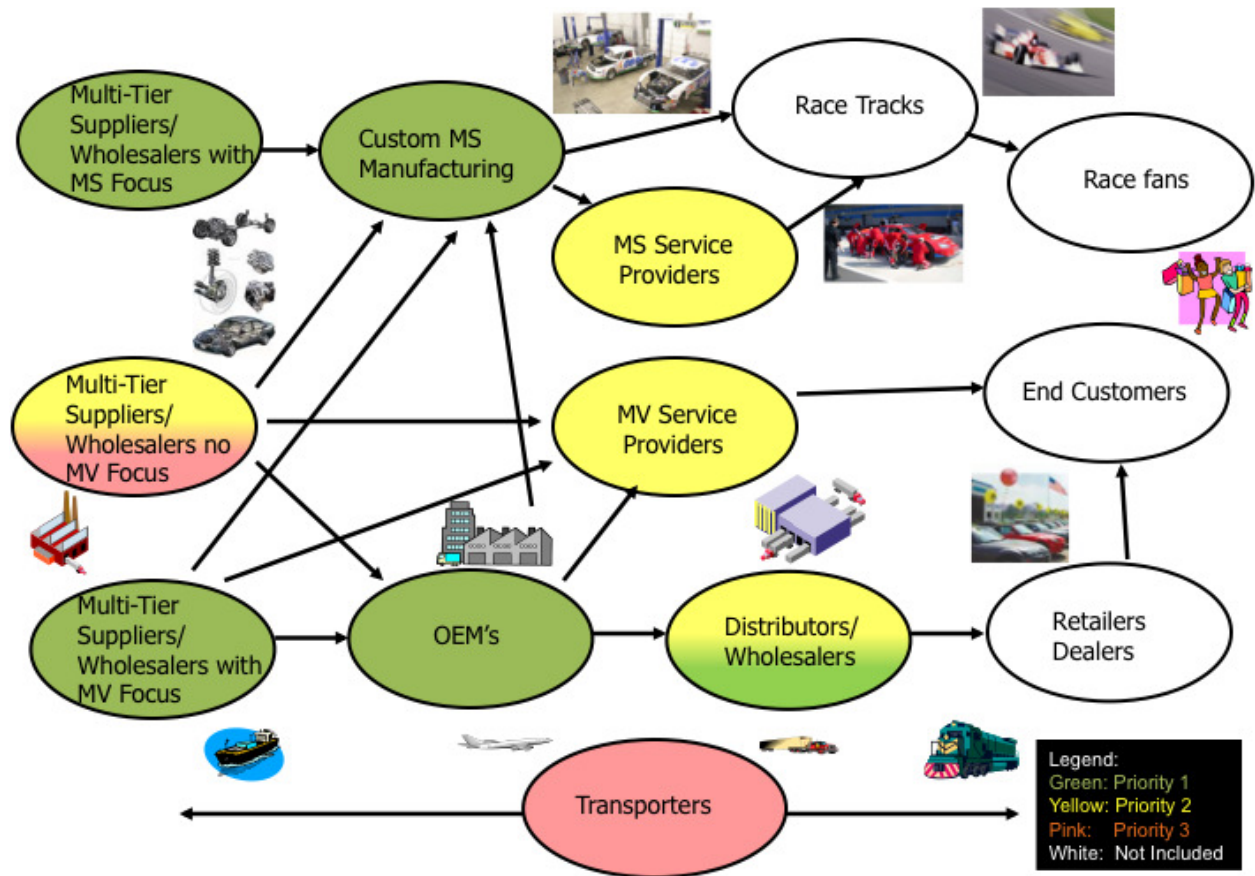 Multi-Tier
Suppliers/
Wholesalers with
MS Focus
Custom MS
Manufacturing
Race Tracks
Race fans
MS Service
Providers
Multi-Tier
Suppliers/
Wholesalers no
MV Focus
MV Service
Providers
End Customers
Multi-Tier
Suppliers/
Wholesalers with
MV Focus
OEM's
Distributors/
Wholesalers
Retailers
Dealers
Transporters
Legend:
Green: Priority 1
Yellow: Priority 2
Pink: Priority 3
White: Not Included